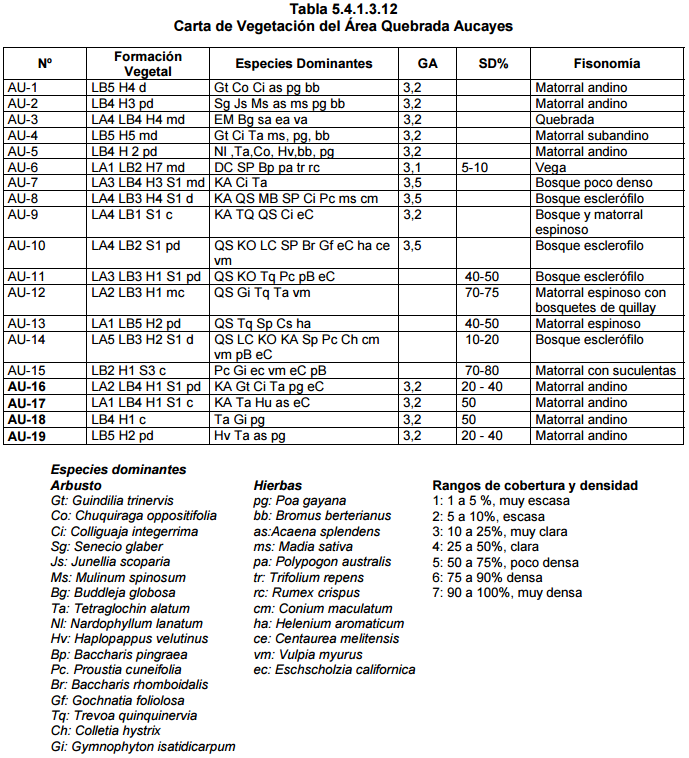 Tabla 5.4.1.3.12
Carta de Vegetación del Área Quebrada Aucayes
Nº Formación Vegetal Especies Dominantes GA SD% Fisonomía
AU-1 LB5 H4 d Gt Co Ci as pg bb 3,2 Matorral andino
AU-2 LB4 H3 pd Sg Js Ms as ms pg bb 3,2 Matorral andino
AU-3 LA4 LB4 H4 md EM Bg sa ea va 3,2 Quebrada
AU-4 LB5 H5 md Gt Ci Ta ms, pg, bb 3,2 Matorral subandino
AU-5 LB4 H 2 pd Nl ,Ta,Co, Hv,bb, pg 3,2 Matorral andino
AU-6 LA1 LB2 H7 md DC SP Bp pa tr rc 3,1 5-10 Vega
AU-7 LA3 LB4 H3 S1 md KA Ci Ta 3,5 Bosque poco denso
AU-8 LA4 LB3 H4 S1 d KA QS MB SP Ci Pc ms cm 3,5 Bosque esclerófilo
AU-9 LA4 LB1 S1 c KA TQ QS Ci eC 3,2 Bosque y matorral
espinoso
AU-10 LA4 LB2 S1 pd QS KO LC SP Br Gf eC ha ce 3,5 Bosque esclerofilo
vm
AU-11 LA3 LB3 H1 S1 pd QS KO Tq Pc pB eC 40-50 Bosque esclerófilo
AU-12 LA2 LB3 H1 mc QS Gi Tq Ta vm 70-75 Matorral espinoso con
bosquetes de quillay
AU-13 LA1 LB5 H2 pd QS Tq Sp Cs ha 40-50 Matorral espinoso
AU-14 LA5 LB3 H2 S1 d QS LC KO KA Sp Pc Ch cm 10-20 Bosque esclerófilo
vm pB eC
AU-15 LB2 H1 S3 c Pc Gi ec vm eC pB 70-80 Matorral con suculentas
AU-16 LA2 LB4 H1 S1 pd KA Gt Ci Ta pg eC 3,2 20 - 40 Matorral andino
AU-17 LA1 LB4 H1 S1 c KA Ta Hu as eC 3,2 50 Matorral andino
AU-18 LB4 H1 c Ta Gi pg 3,2 50 Matorral andino
AU-19 LB5 H2 pd Hv Ta as pg 3,2 20 - 40 Matorral andino
Especies dominantes
Arbusto
Gt: Guindilia trinervis
Co: Chuquiraga oppositifolia
Ci: Colliguaja integerrima
Sg: Senecio glaber
Js: Junellia scoparia
Ms: Mulinum spinosum
Bg: Buddleja globosa
Ta: Tetraglochin alatum
Nl: Nardophyllum lanatum
Hv: Haplopappus velutinus
Bp: Baccharis pingraea
Pc. Proustia cuneifolia
Br: Baccharis rhomboidalis
Gf: Gochnatia foliolosa
Tq: Trevoa quinquinervia
Ch: Colletia hystrix
Gi: Gymnophyton isatidicarpum
Hierbas
pg: Poa gayana
bb: Bromus berterianus
as:Acaena splendens
ms: Madia sativa
pa: Polypogon australis
tr: Trifolium repens
rc: Rumex crispus
cm: Conium maculatum
ha: Helenium aromaticum
ce: Centaurea melitensis
vm: Vulpia myurus
ec: Eschscholzia californica
Rangos de cobertura y densidad
1: 1 a 5 %, muy escasa
2: 5 a 10%, escasa
3: 10 a 25%, muy clara
4: 25 a 50%, clara
5: 50 a 75%, poco densa
6: 75 a 90% densa
7: 90 a 100%, muy densa